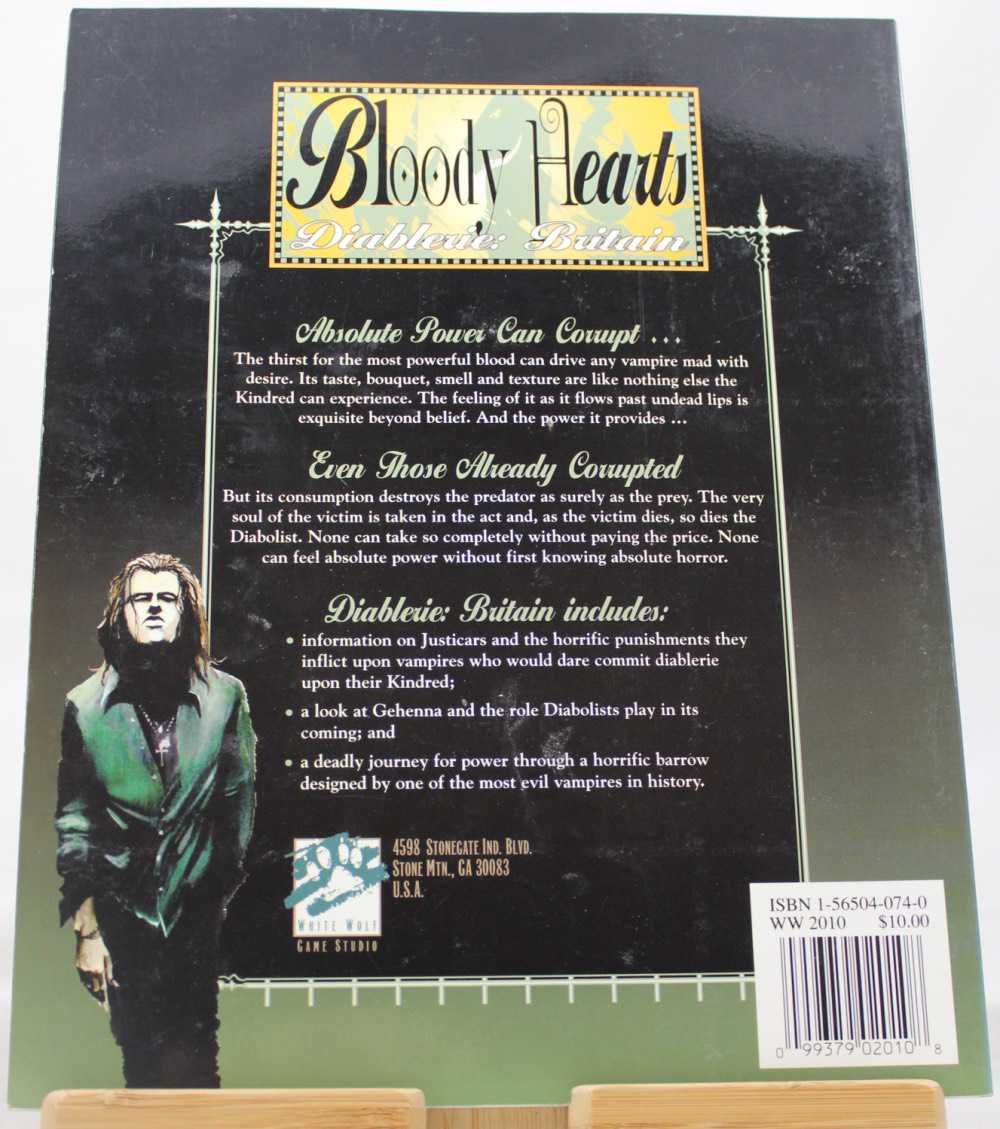 Bloody Hearts
Diablerie: Britain
Absolute Power Can Corrupt ...
The thirst for the most powerful blood can drive any vampire mad with
desire. Its taste, bouquet, smell and texture are like nothing else the
Kindred can experience. The feeling of it as it flows past undead lips is
exquisite beyond belief. And the power it provides ...
Even Those Already Corrupted
But its consumption destroys the predator as surely as the prey. The very
soul of the victim is taken in the act and, as the victim dies, so dies the
Diabolist. None can take so completely without paying the price. None
can feel absolute power without first knowing absolute horror.
Diablerie: Britain includes:
• information on Justicars and the horrific punishments they
inflict upon vampires who would dare commit diablerie
upon their Kindred;
• a look at Gehenna and the role Diabolists play in its
coming; and
• a deadly journey for power through a horrific barrow
designed by one of the most evil vampires in history.
4598 Stonegate Ind. Blvd.
Stone Mtn., GA 30083
U.S.A.
White Wolf
Game Studio
ISBN 1-56504-074-0
WW 2010 $10.00
0 99379 02010 8